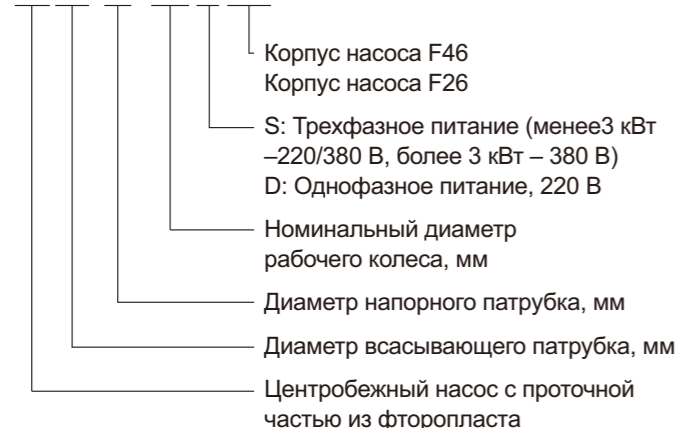 Корпус насоса F46
Корпус насоса F26
S: Трехфазное питание (менее3 кВт
–220/380 В, более 3 кВт – 380 В)
D: Однофазное питание, 220 В
Номинальный диаметр
рабочего колеса, мм
Диаметр напорного патрубка, мм
Диаметр всасывающего патрубка, мм
Центробежный насос с проточной
частью из фторопласта